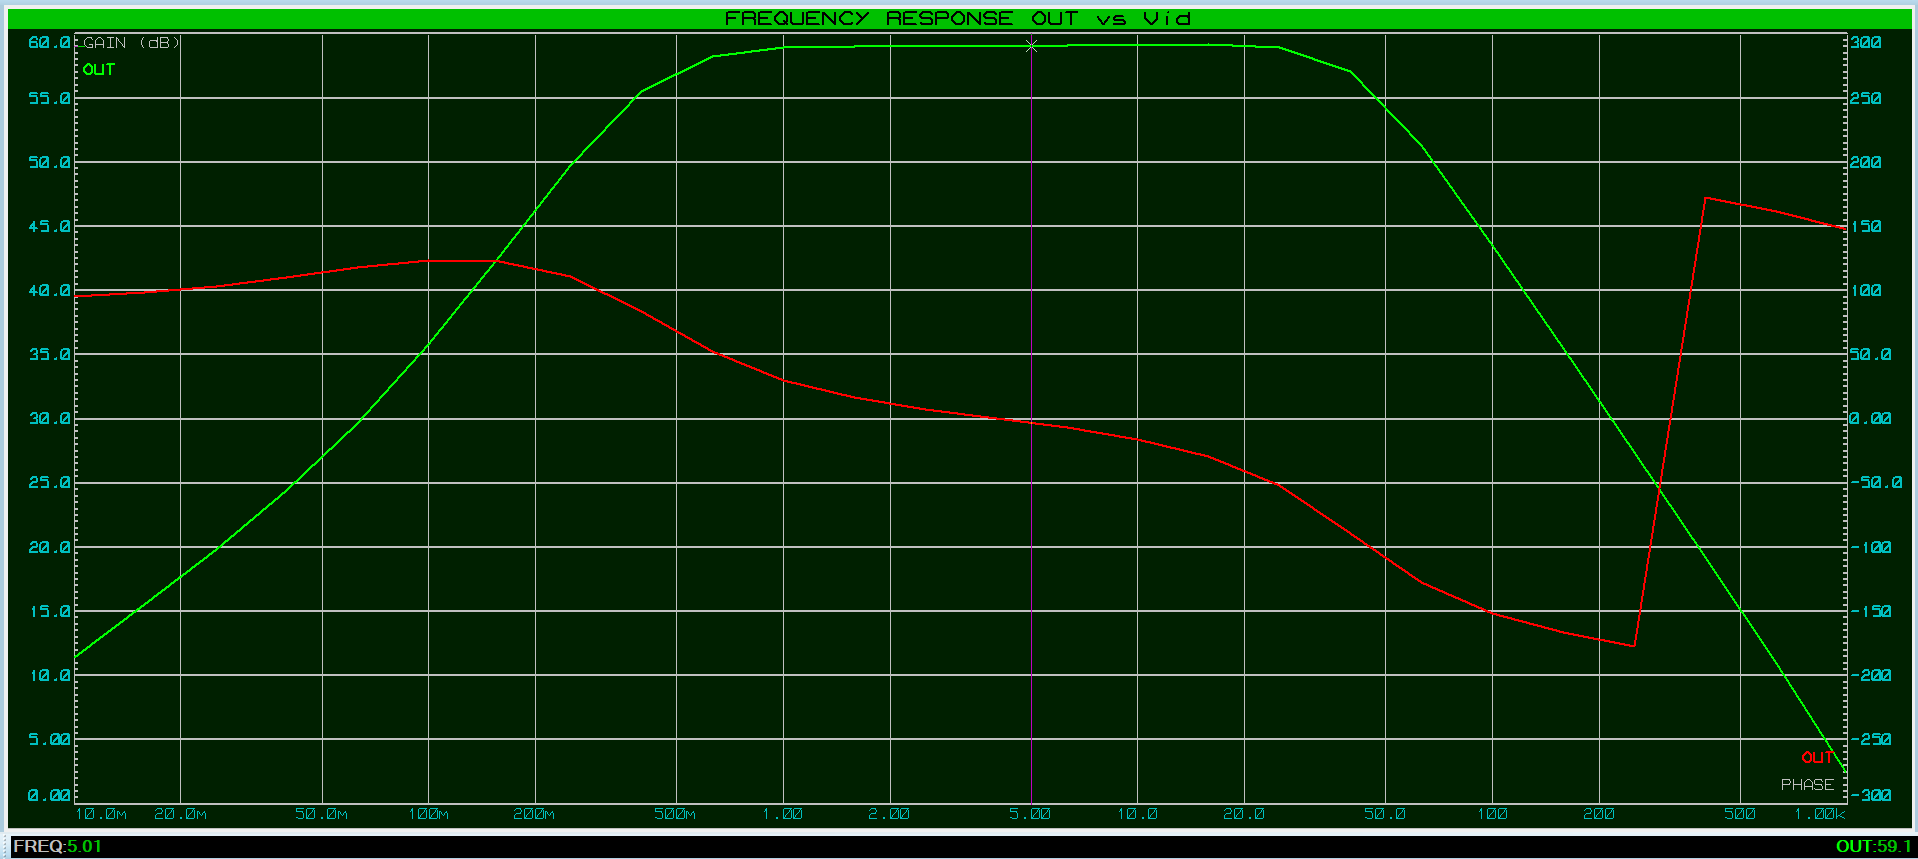 FREQUENCY RESPONSE OUT vs Vid
60.0 GAIN (dB) 300
OUT
55.0 250
50.0 200
45.0 150
40.0 100
35.0 50.0
30.0 0.00
25.0 -50.0
20.0 -100
15.0 -150
10.0 -200
5.00 -250
OUT
PHASE
0.00 -300
10.0m 20.0m 50.0m 100m 200m 500m 1.00 2.00 5.00 10.0 20.0 50.0 100 200 500 1.00k
FREQ:5.01 OUT:59.1